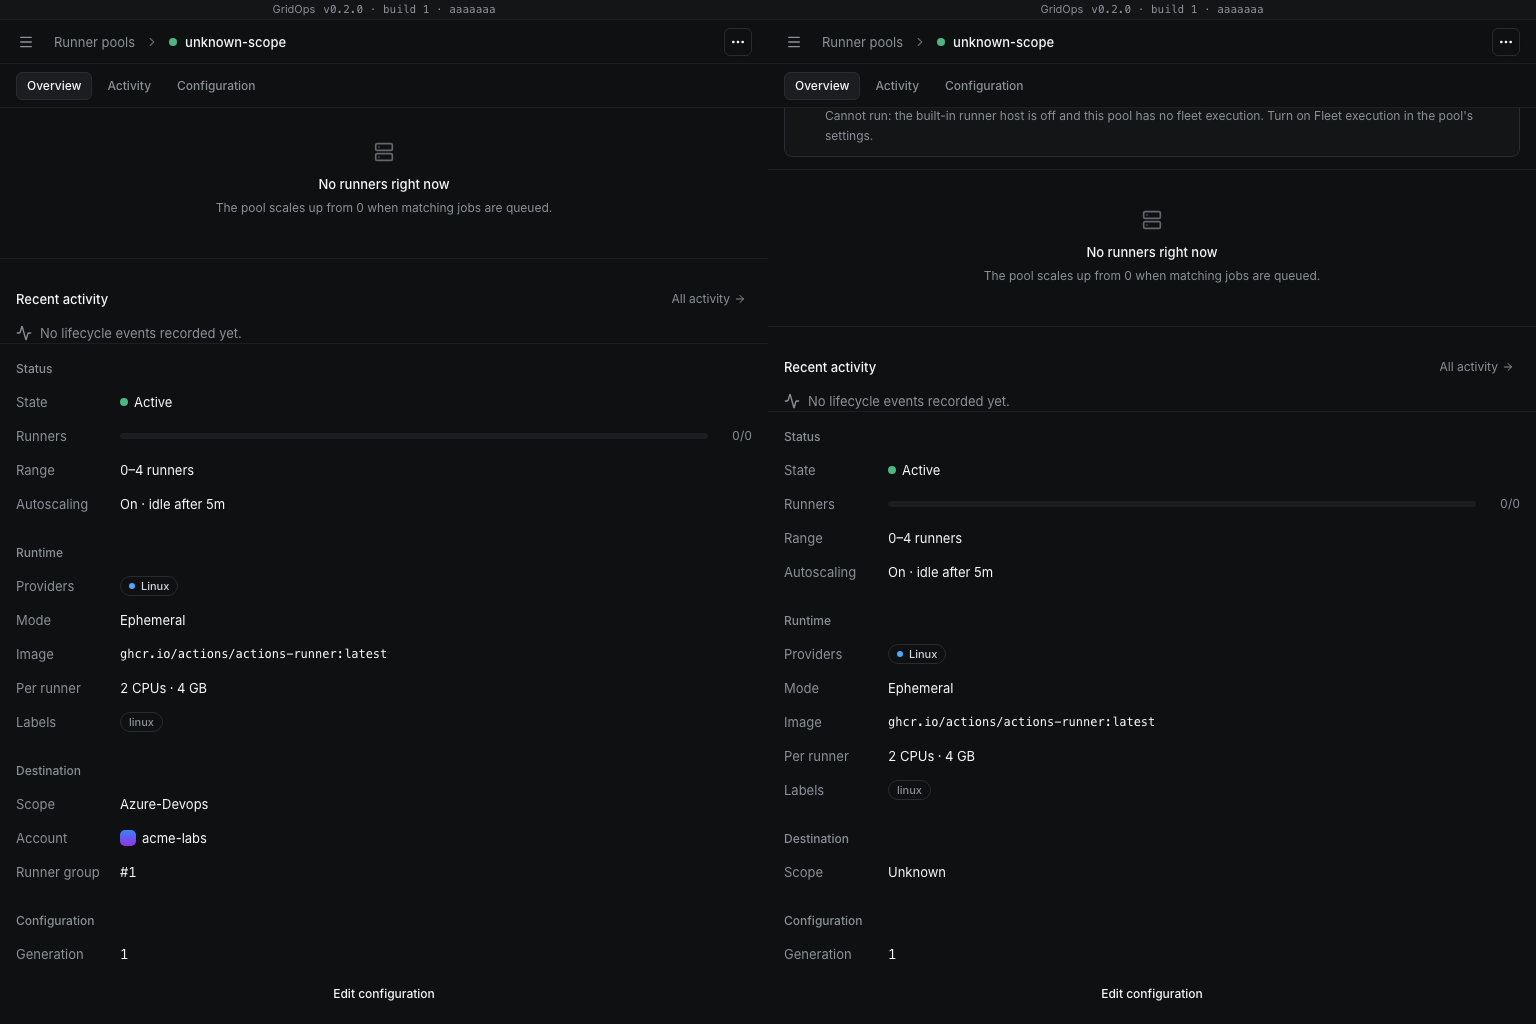 GridOps v0.2.0 · build 1 · aaaaaaa
Runner pools > unknown-scope
Overview Activity Configuration
No runners right now
The pool scales up from 0 when matching jobs are queued.
Recent activity All activity →
No lifecycle events recorded yet.
Status
State Active
Runners 0/0
Range 0–4 runners
Autoscaling On · idle after 5m
Runtime
Providers Linux
Mode Ephemeral
Image ghcr.io/actions/actions-runner:latest
Per runner 2 CPUs · 4 GB
Labels linux
Destination
Scope Azure-Devops
Account acme-labs
Runner group #1
Configuration
Generation 1
Edit configuration
GridOps v0.2.0 · build 1 · aaaaaaa
Runner pools > unknown-scope
Overview Activity Configuration
Cannot run: the built-in runner host is off and this pool has no fleet execution. Turn on Fleet execution in the pool's
settings.
No runners right now
The pool scales up from 0 when matching jobs are queued.
Recent activity All activity →
No lifecycle events recorded yet.
Status
State Active
Runners 0/0
Range 0–4 runners
Autoscaling On · idle after 5m
Runtime
Providers Linux
Mode Ephemeral
Image ghcr.io/actions/actions-runner:latest
Per runner 2 CPUs · 4 GB
Labels linux
Destination
Scope Unknown
Configuration
Generation 1
Edit configuration